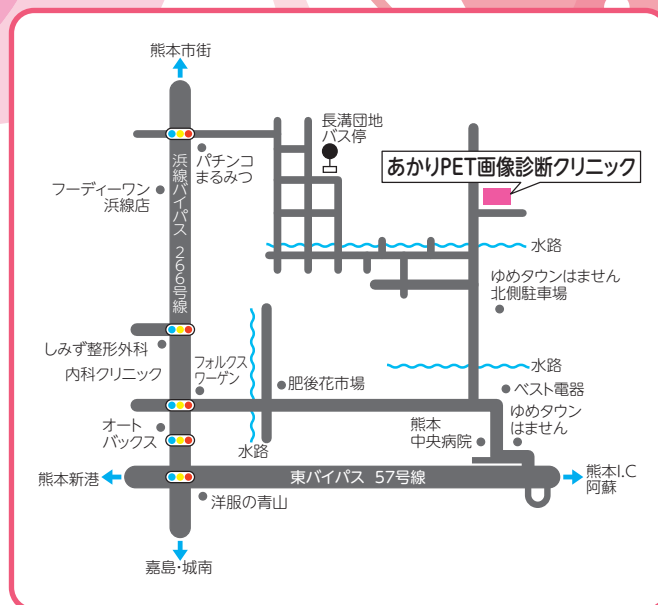 熊本市街
長溝団地
バス停
パチンコ
まるみつ
あかりPET画像診断クリニック
フーディーワン
浜線店
浜線バイパス 266号線
水路
ゆめタウンはません
北側駐車場
しみず整形外科
内科クリニック
フォルクス
ワーゲン
肥後花市場
水路
ベスト電器
オート
バックス
熊本
中央病院
ゆめタウン
はません
水路
熊本新港
東バイパス 57号線
熊本I.C
阿蘇
洋服の青山
嘉島・城南